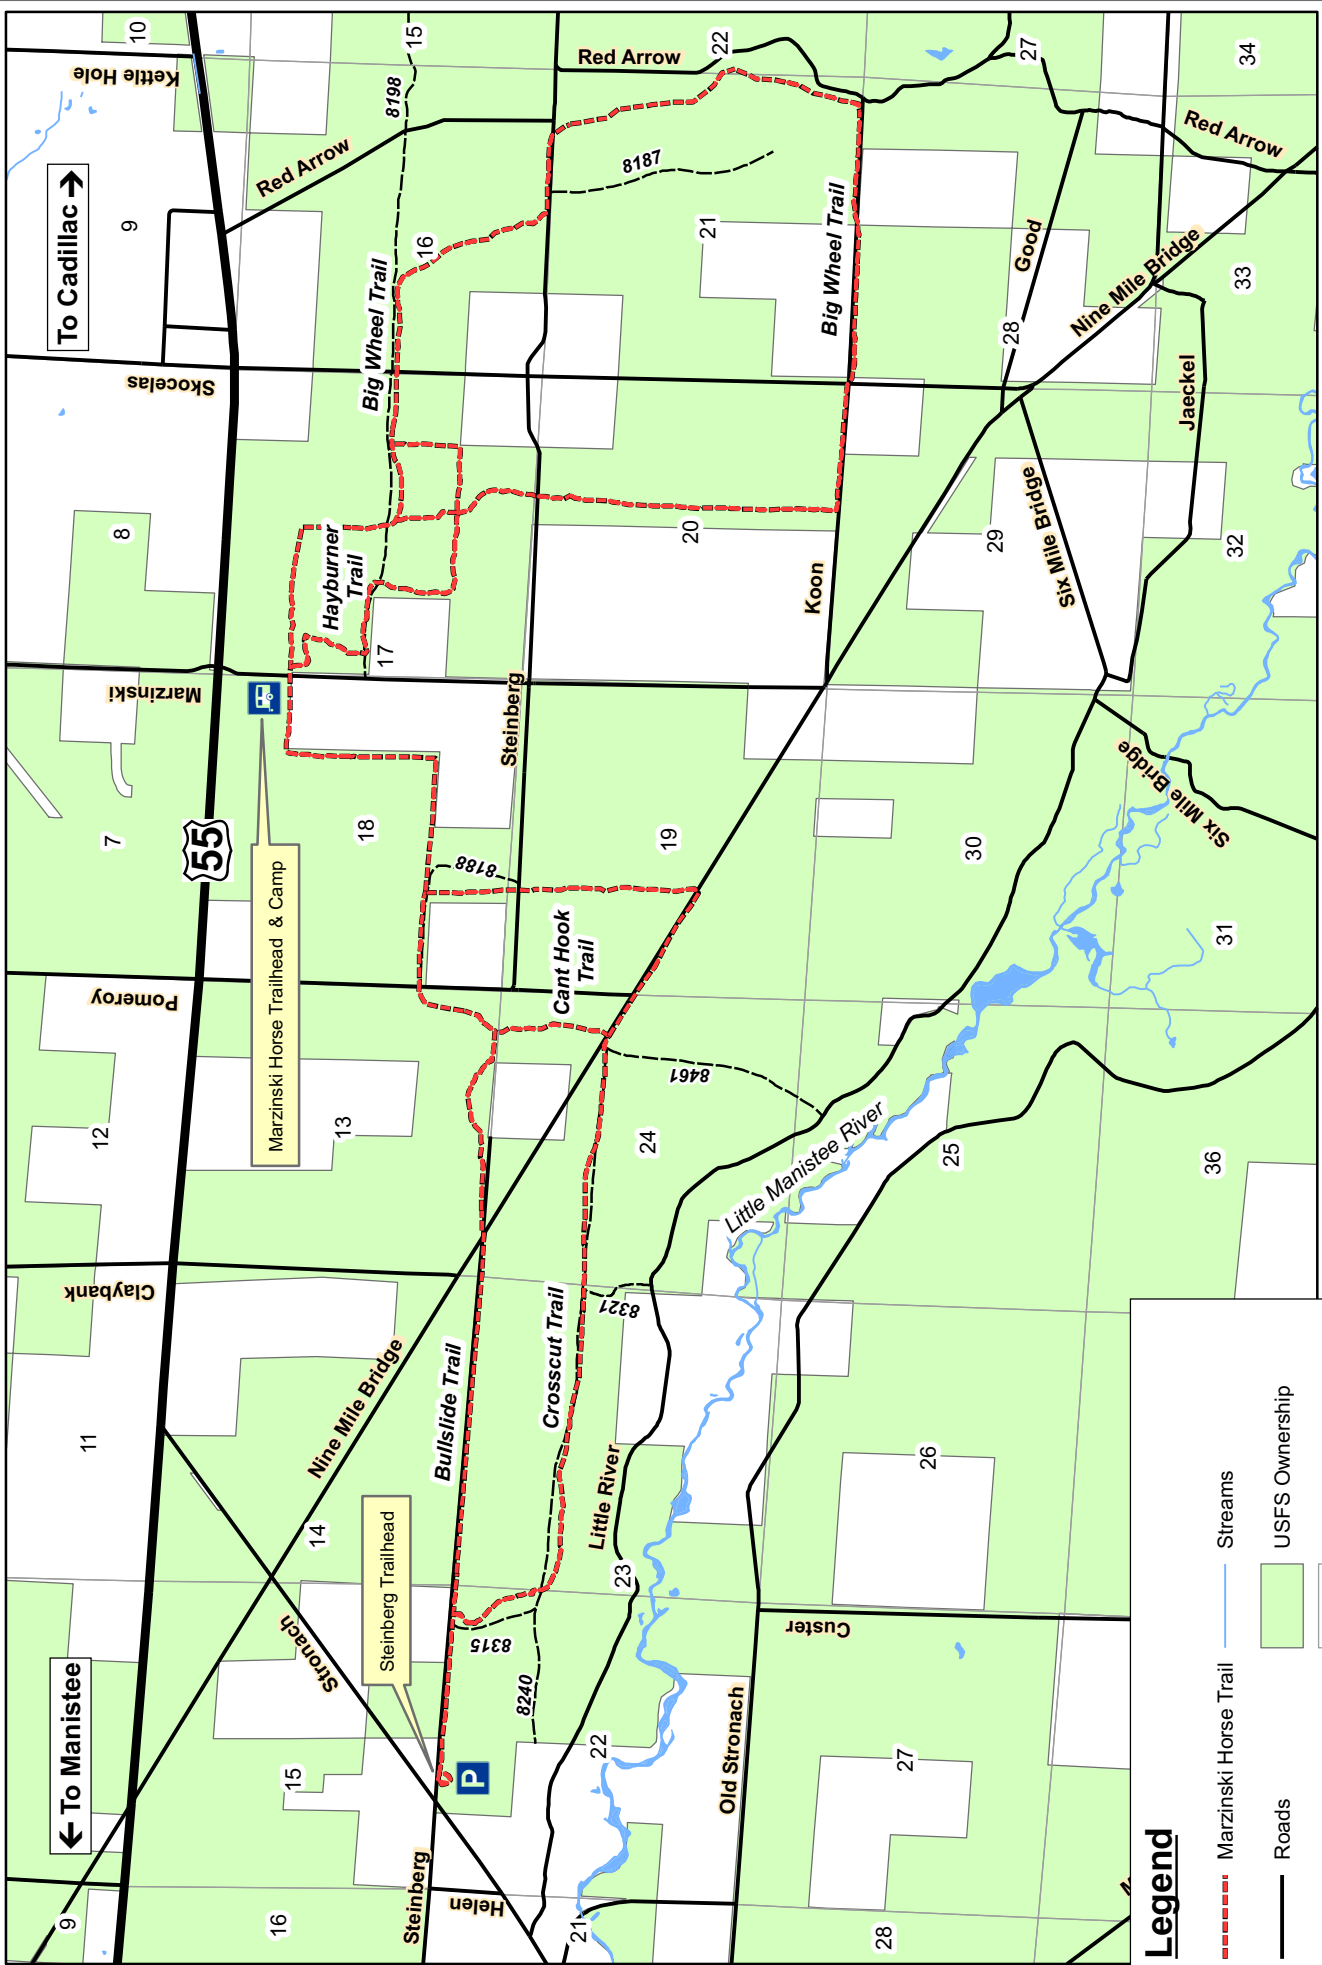 ← To Manistee
To Cadillac →
9
7
8
9
10
11
12
Kettle Hole
Skocelas
Marzinski
Pomeroy
Claybank
55
16
15
14
13
18
17
16
15
Stronach
Nine Mile Bridge
Marzinski Horse Trailhead & Camp
Red Arrow
Hayburner
Trail
Big Wheel Trail
8198
Steinberg Trailhead
Steinberg
Helen
Bullslide Trail
8315
8188
Steinberg
8240
Crosscut Trail
Cant Hook
Trail
Red Arrow
8187
21
22
23
24
19
20
21
22
Little River
8321
8461
Little Manistee River
Koon
Big Wheel Trail
Old Stronach
Custer
28
27
26
25
30
29
28
27
Good
Six Mile Bridge
Nine Mile Bridge
Six Mile Bridge
Jaeckel
Red Arrow
36
31
32
33
34
Legend
Marzinski Horse Trail
Streams
Roads
USFS Ownership